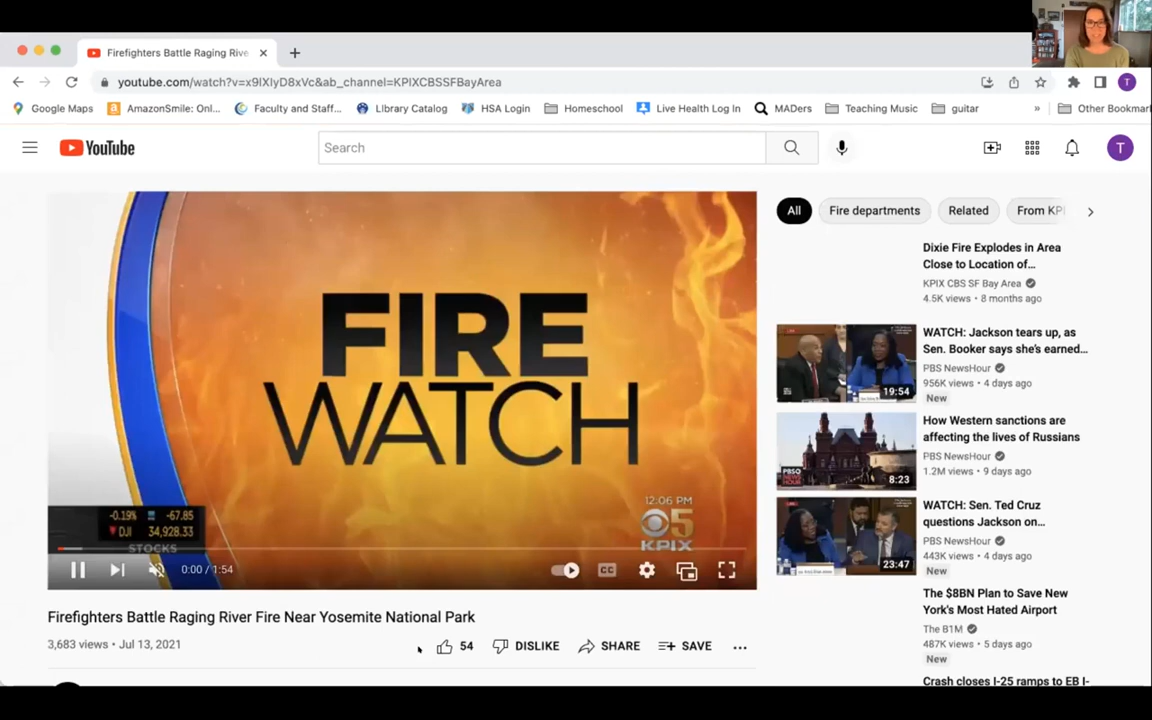 Firefighters Battle Raging Rive
youtube.com/watch?v=x9lXIyD8xVc&ab_channel=KPIXCBSSFBayArea
T
Google Maps
AmazonSmile: Onl...
Faculty and Staff...
Library Catalog
HSA Login
Homeschool
Live Health Log In
MADers
Teaching Music
guitar
»
Other Bookmar
YouTube
Search
T
FIRE
WATCH
-0.19% -67.85
DJI 34,928.33
STOCKS
12:06 PM
5
KPIX
0:00 / 1:54
CC
Firefighters Battle Raging River Fire Near Yosemite National Park
3,683 views • Jul 13, 2021
54
DISLIKE
SHARE
SAVE
...
All
Fire departments
Related
From KPI
Dixie Fire Explodes in Area
Close to Location of...
KPIX CBS SF Bay Area
4.5K views • 8 months ago
19:54
WATCH: Jackson tears up, as
Sen. Booker says she's earned...
PBS NewsHour
956K views • 4 days ago
New
8:23
How Western sanctions are
affecting the lives of Russians
PBS NewsHour
1.2M views • 9 days ago
23:47
WATCH: Sen. Ted Cruz
questions Jackson on...
PBS NewsHour
443K views • 4 days ago
New
The $8BN Plan to Save New
York's Most Hated Airport
The B1M
487K views • 5 days ago
New
Crash closes I-25 ramps to EB I-